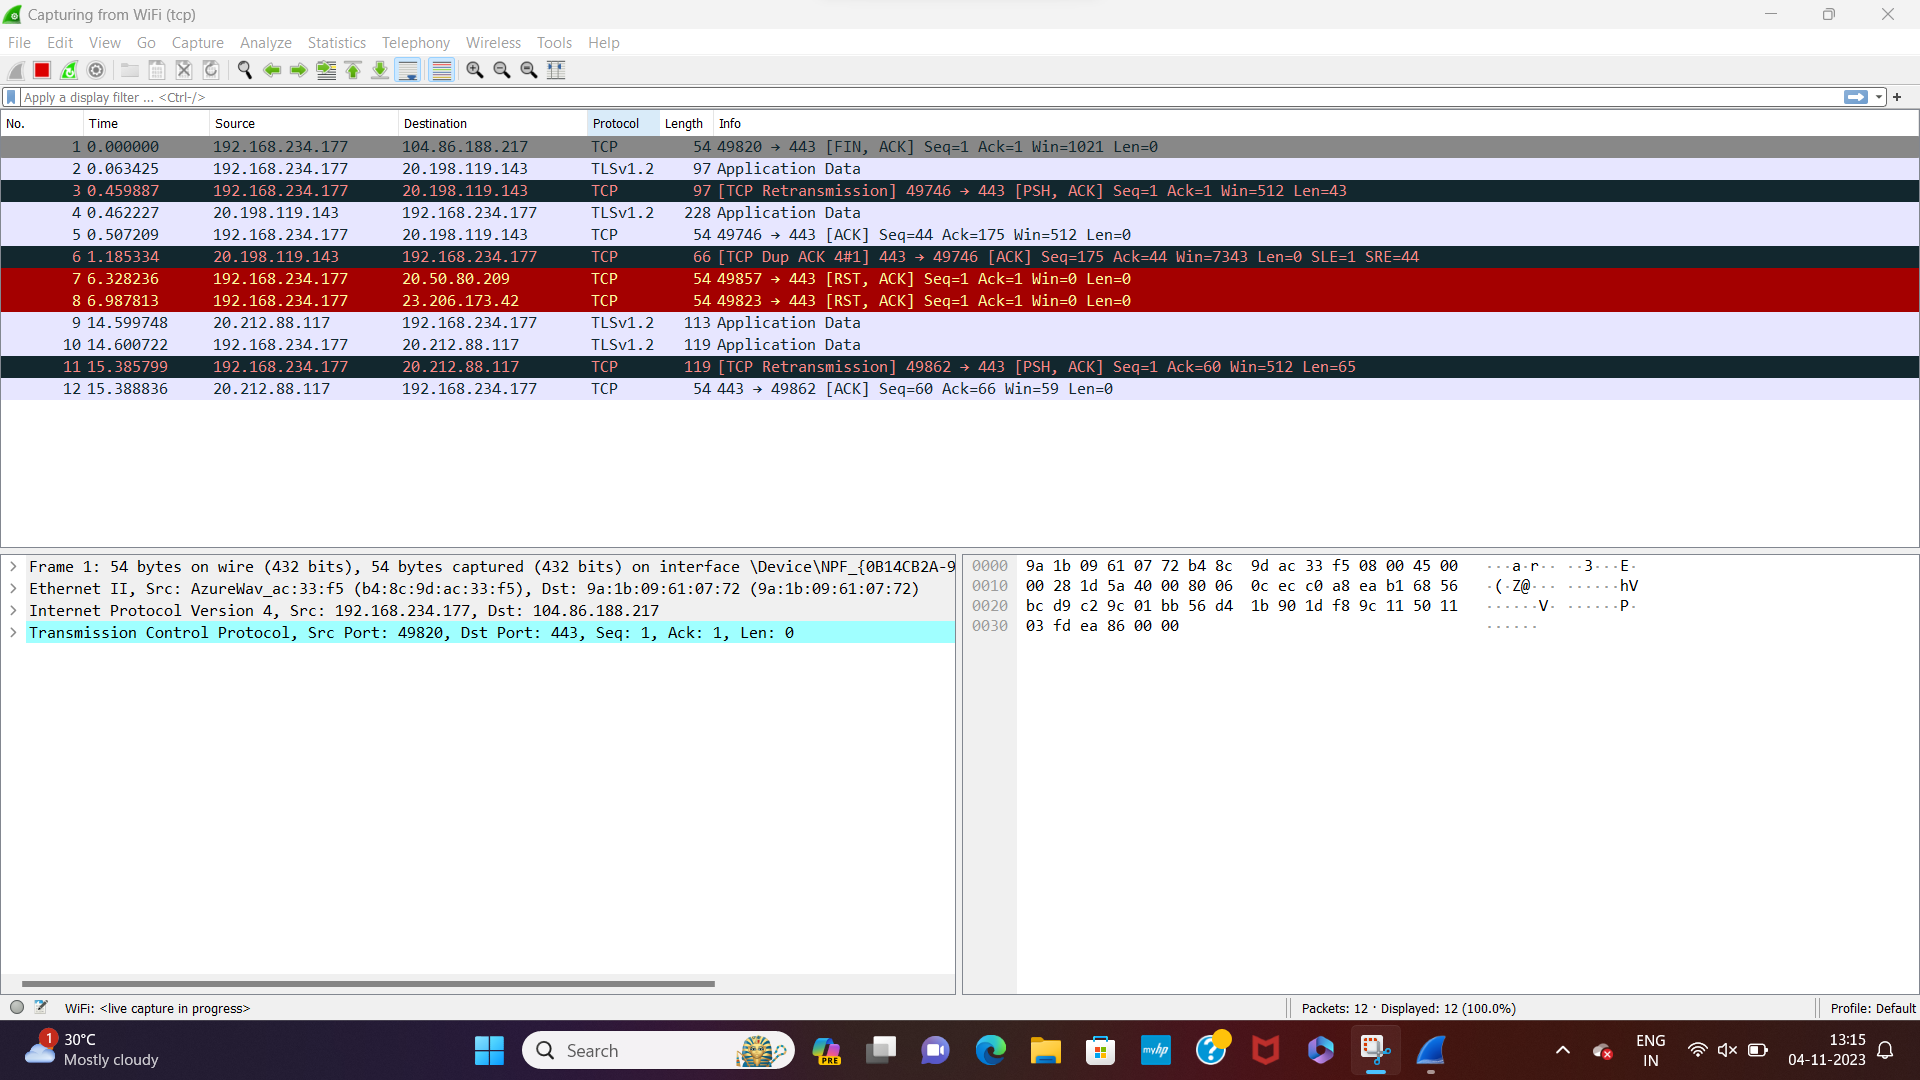 Capturing from WiFi (tcp)
File Edit View Go Capture Analyze Statistics Telephony Wireless Tools Help
Apply a display filter ... <Ctrl-/>
No. Time Source Destination Protocol Length Info
1 0.000000 192.168.234.177 104.86.188.217 TCP 54 49820 → 443 [FIN, ACK] Seq=1 Ack=1 Win=1021 Len=0
2 0.063425 192.168.234.177 20.198.119.143 TLSv1.2 97 Application Data
3 0.459887 192.168.234.177 20.198.119.143 TCP 97 [TCP Retransmission] 49746 → 443 [PSH, ACK] Seq=1 Ack=1 Win=512 Len=43
4 0.462227 20.198.119.143 192.168.234.177 TLSv1.2 228 Application Data
5 0.507209 192.168.234.177 20.198.119.143 TCP 54 49746 → 443 [ACK] Seq=44 Ack=175 Win=512 Len=0
6 1.185334 20.198.119.143 192.168.234.177 TCP 66 [TCP Dup ACK 4#1] 443 → 49746 [ACK] Seq=175 Ack=44 Win=7343 Len=0 SLE=1 SRE=44
7 6.328236 192.168.234.177 20.50.80.209 TCP 54 49857 → 443 [RST, ACK] Seq=1 Ack=1 Win=0 Len=0
8 6.987813 192.168.234.177 23.206.173.42 TCP 54 49823 → 443 [RST, ACK] Seq=1 Ack=1 Win=0 Len=0
9 14.599748 20.212.88.117 192.168.234.177 TLSv1.2 113 Application Data
10 14.600722 192.168.234.177 20.212.88.117 TLSv1.2 119 Application Data
11 15.385799 192.168.234.177 20.212.88.117 TCP 119 [TCP Retransmission] 49862 → 443 [PSH, ACK] Seq=1 Ack=60 Win=512 Len=65
12 15.388836 20.212.88.117 192.168.234.177 TCP 54 443 → 49862 [ACK] Seq=60 Ack=66 Win=59 Len=0
Frame 1: 54 bytes on wire (432 bits), 54 bytes captured (432 bits) on interface \Device\NPF_{0B14CB2A-9
Ethernet II, Src: AzureWav_ac:33:f5 (b4:8c:9d:ac:33:f5), Dst: 9a:1b:09:61:07:72 (9a:1b:09:61:07:72)
Internet Protocol Version 4, Src: 192.168.234.177, Dst: 104.86.188.217
Transmission Control Protocol, Src Port: 49820, Dst Port: 443, Seq: 1, Ack: 1, Len: 0
0000 9a 1b 09 61 07 72 b4 8c 9d ac 33 f5 08 00 45 00 ···a·r·· ··3···E·
0010 00 28 1d 5a 40 00 80 06 0c ec c0 a8 ea b1 68 56 ·(·Z@··· ······hV
0020 bc d9 c2 9c 01 bb 56 d4 1b 90 1d f8 9c 11 50 11 ······V· ······P·
0030 03 fd ea 86 00 00 ······
WiFi: <live capture in progress>
Packets: 12 · Displayed: 12 (100.0%)
Profile: Default
1
30°C
Mostly cloudy
Search
PRE
myhp
ENG
IN
13:15
04-11-2023